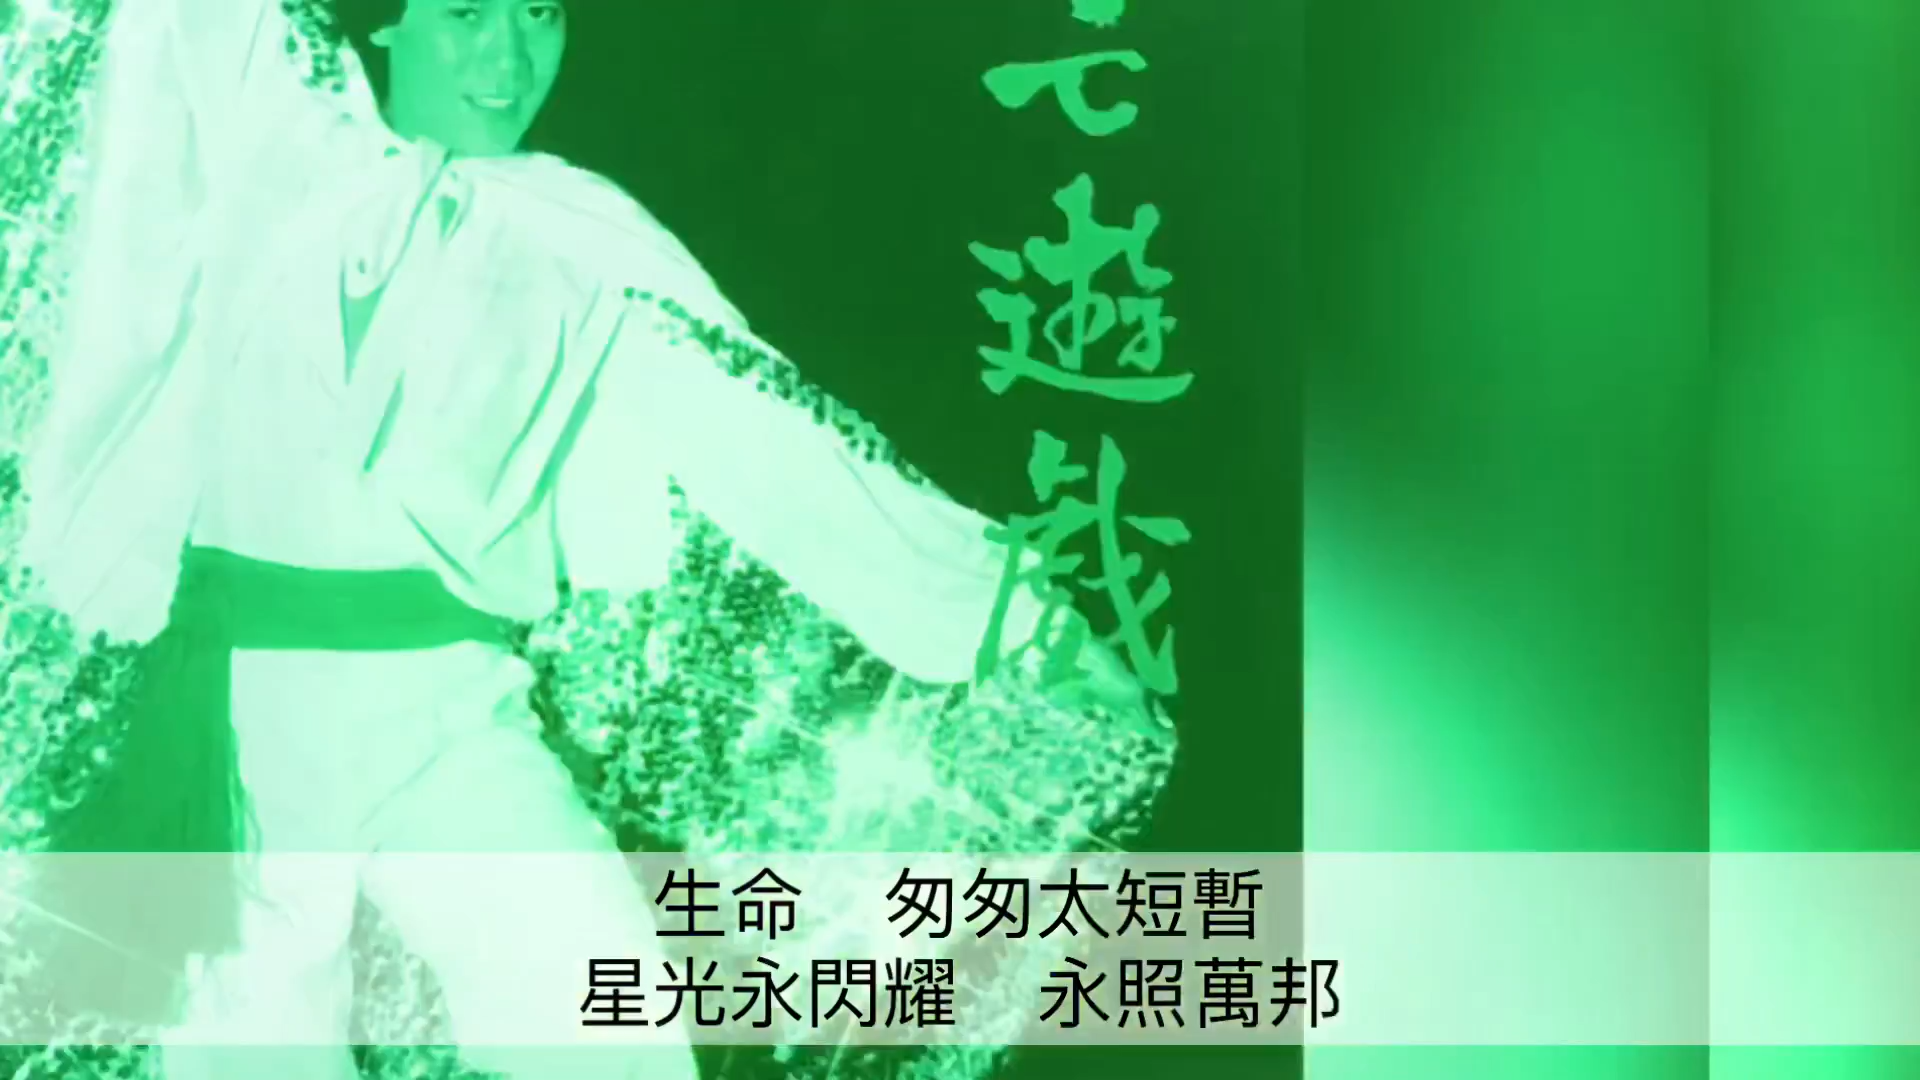 遊戲
生命　匆匆太短暫
星光永閃耀　永照萬邦